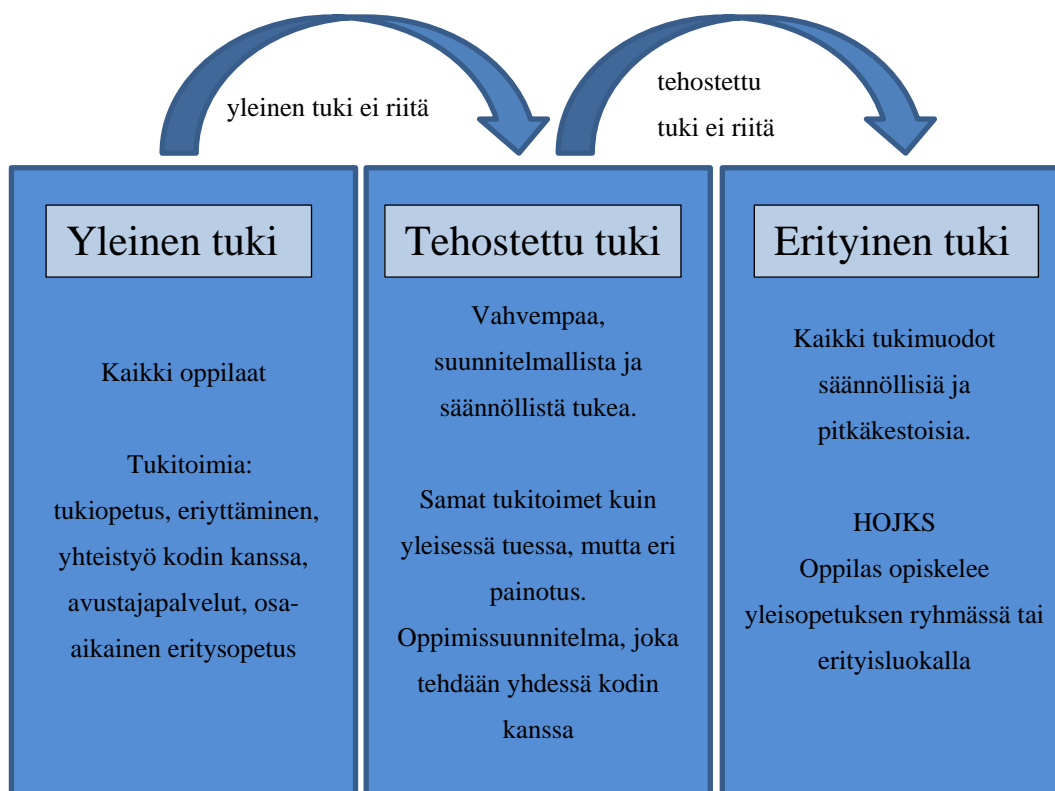 yleinen tuki ei riitä
tehostettu
tuki ei riitä
Yleinen tuki
Kaikki oppilaat
Tukitoimia:
tukiopetus, eriyttäminen,
yhteistyö kodin kanssa,
avustajapalvelut, osa-
aikainen eritysopetus
Tehostettu tuki
Vahvempaa,
suunnitelmallista ja
säännöllistä tukea.
Samat tukitoimet kuin
yleisessä tuessa, mutta eri
painotus.
Oppimissuunnitelma, joka
tehdään yhdessä kodin
kanssa
Erityinen tuki
Kaikki tukimuodot
säännöllisiä ja
pitkäkestoisia.
HOJKS
Oppilas opiskelee
yleisopetuksen ryhmässä tai
erityisluokalla